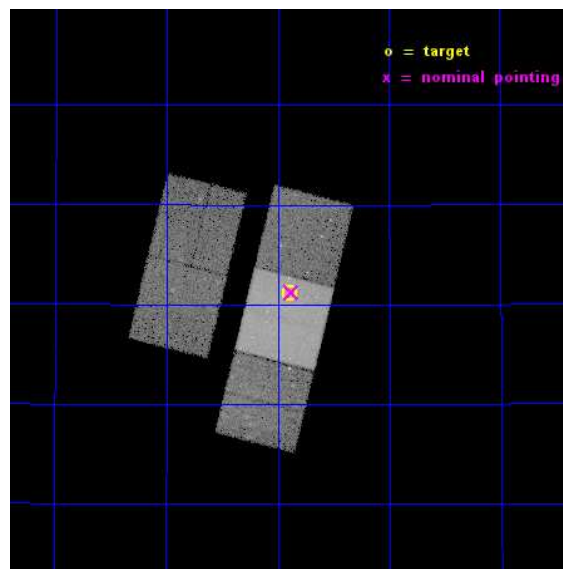 o = target
x = nominal pointing